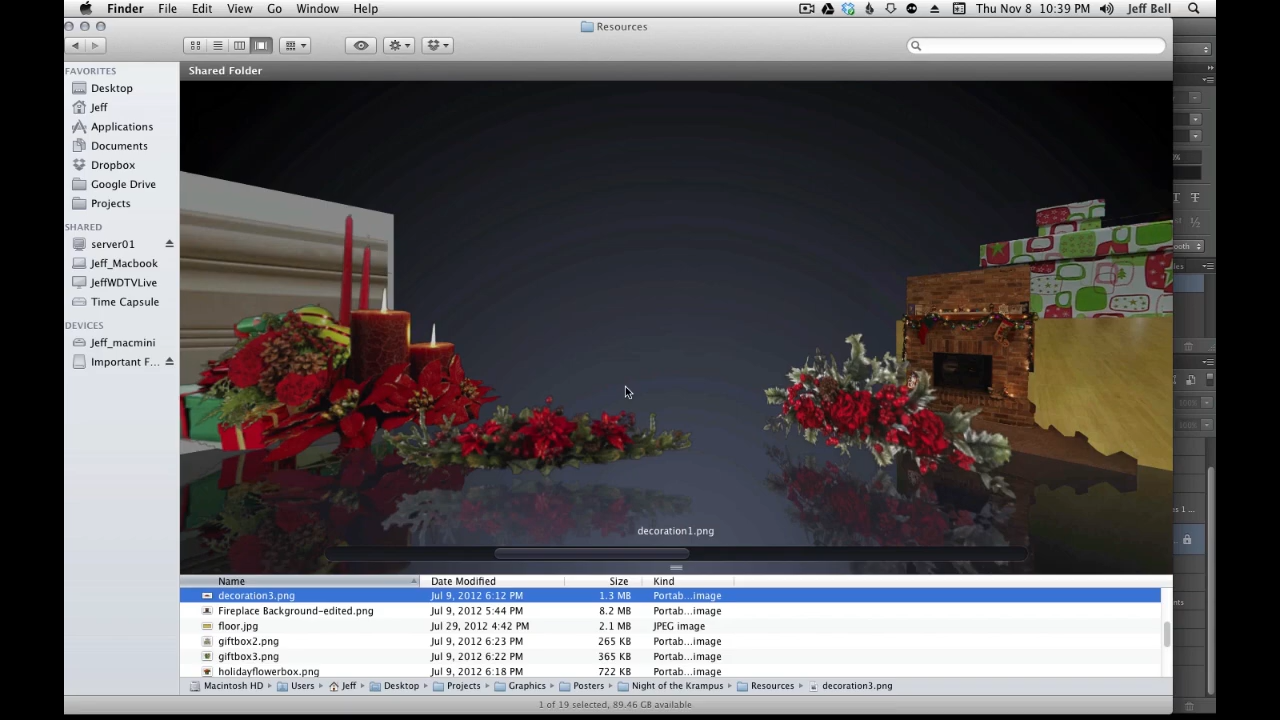 Finder File Edit View Go Window Help Thu Nov 8 10:39 PM Jeff Bell
Resources
Shared Folder
FAVORITES
Desktop
Jeff
Applications
Documents
Dropbox
Google Drive
Projects
SHARED
server01
Jeff_Macbook
JeffWDTVLive
Time Capsule
DEVICES
Jeff_macmini
Important F...
decoration1.png
Name Date Modified Size Kind
decoration3.png Jul 9, 2012 6:12 PM 1.3 MB Portab...image
Fireplace Background-edited.png Jul 9, 2012 5:44 PM 8.2 MB Portab...image
floor.jpg Jul 29, 2012 4:42 PM 2.1 MB JPEG image
giftbox2.png Jul 9, 2012 6:23 PM 265 KB Portab...image
giftbox3.png Jul 9, 2012 6:22 PM 365 KB Portab...image
holidayflowerbox.png Jul 9, 2012 6:18 PM 722 KB Portab...image
Macintosh HD Users Jeff Desktop Projects Graphics Posters Night of the Krampus Resources decoration3.png
1 of 19 selected, 89.46 GB available